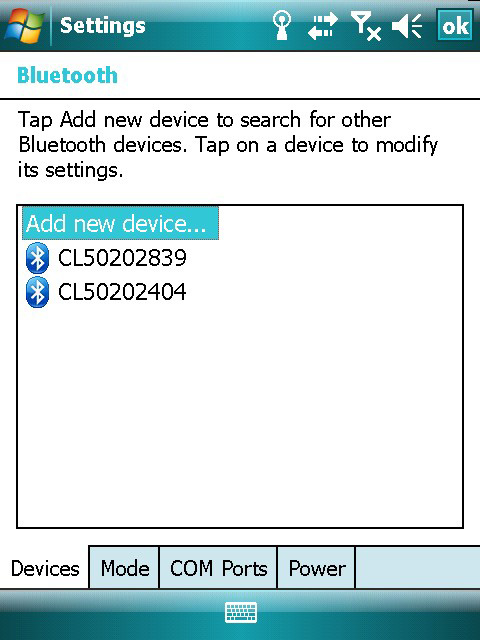 Settings
ok
Bluetooth
Tap Add new device to search for other
Bluetooth devices. Tap on a device to modify
its settings.
Add new device...
CL50202839
CL50202404
Devices Mode COM Ports Power